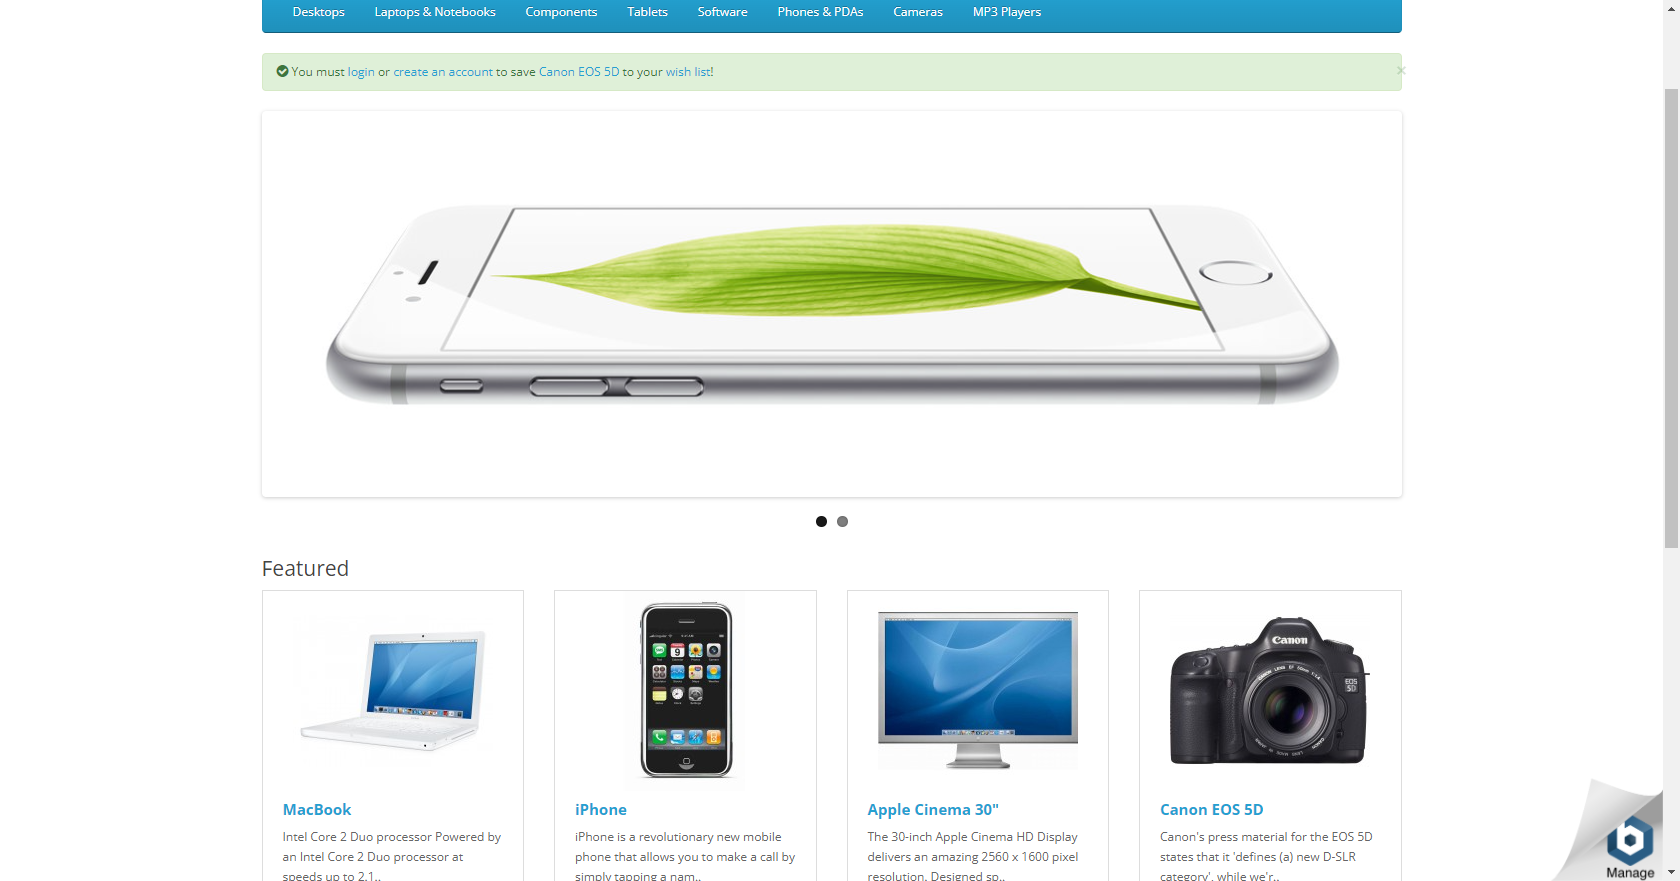 Desktops Laptops & Notebooks Components Tablets Software Phones & PDAs Cameras MP3 Players
You must login or create an account to save Canon EOS 5D to your wish list!
×
Featured
Canon
EOS
5D
MacBook
Intel Core 2 Duo processor Powered by
an Intel Core 2 Duo processor at
speeds up to 2.1..
iPhone
iPhone is a revolutionary new mobile
phone that allows you to make a call by
simply tapping a nam..
Apple Cinema 30"
The 30-inch Apple Cinema HD Display
delivers an amazing 2560 x 1600 pixel
resolution. Designed sp..
Canon EOS 5D
Canon's press material for the EOS 5D
states that it 'defines (a) new D-SLR
category', while we'r..
b
Manage